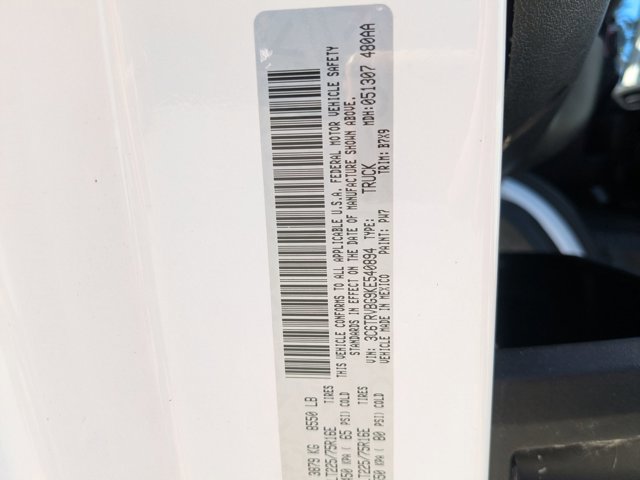 3879 KG 8550 LB
LT225/75R16E TIRES
450 KPA ( 65 PSI) COLD
LT225/75R16E TIRES
550 KPA ( 80 PSI) COLD
THIS VEHICLE CONFORMS TO ALL APPLICABLE U.S.A. FEDERAL MOTOR VEHICLE SAFETY
STANDARDS IN EFFECT ON THE DATE OF MANUFACTURE SHOWN ABOVE.
VIN: 3C6TRVBG9KE540894 TYPE: TRUCK MDH:051307 480AA
VEHICLE MADE IN MEXICO PAINT: PW7 TRIM: B7X9